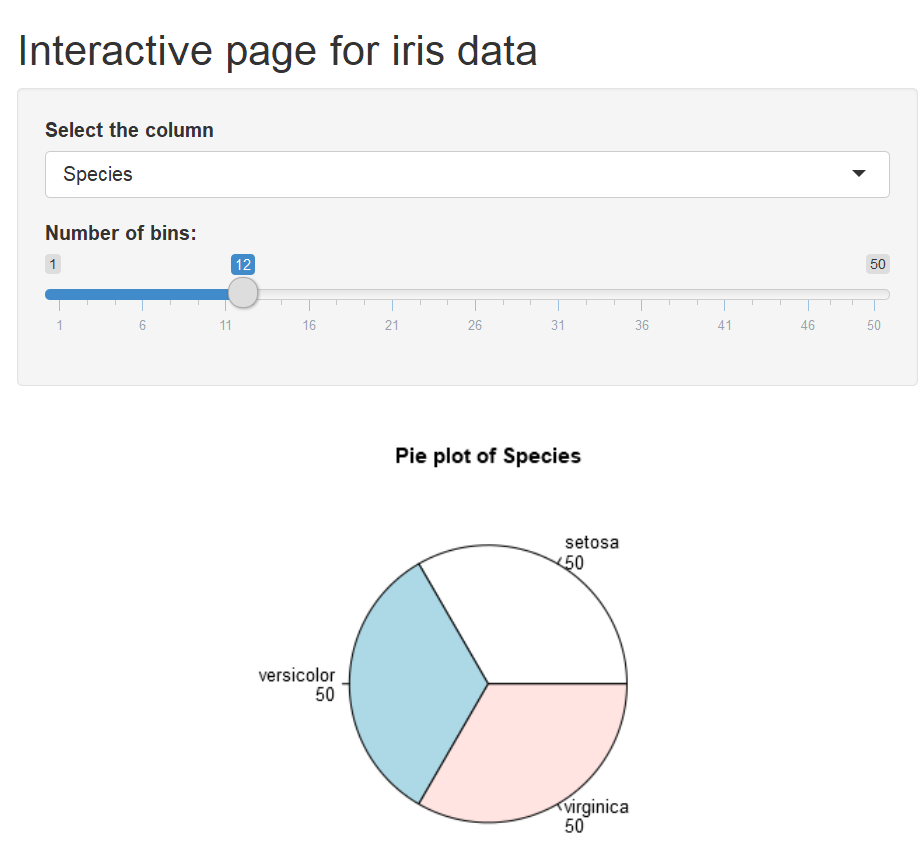 Interactive page for iris data
Select the column
Species
Number of bins:
1 12 50
1 6 11 16 21 26 31 36 41 46 50
Pie plot of Species
setosa
50
versicolor
50
virginica
50